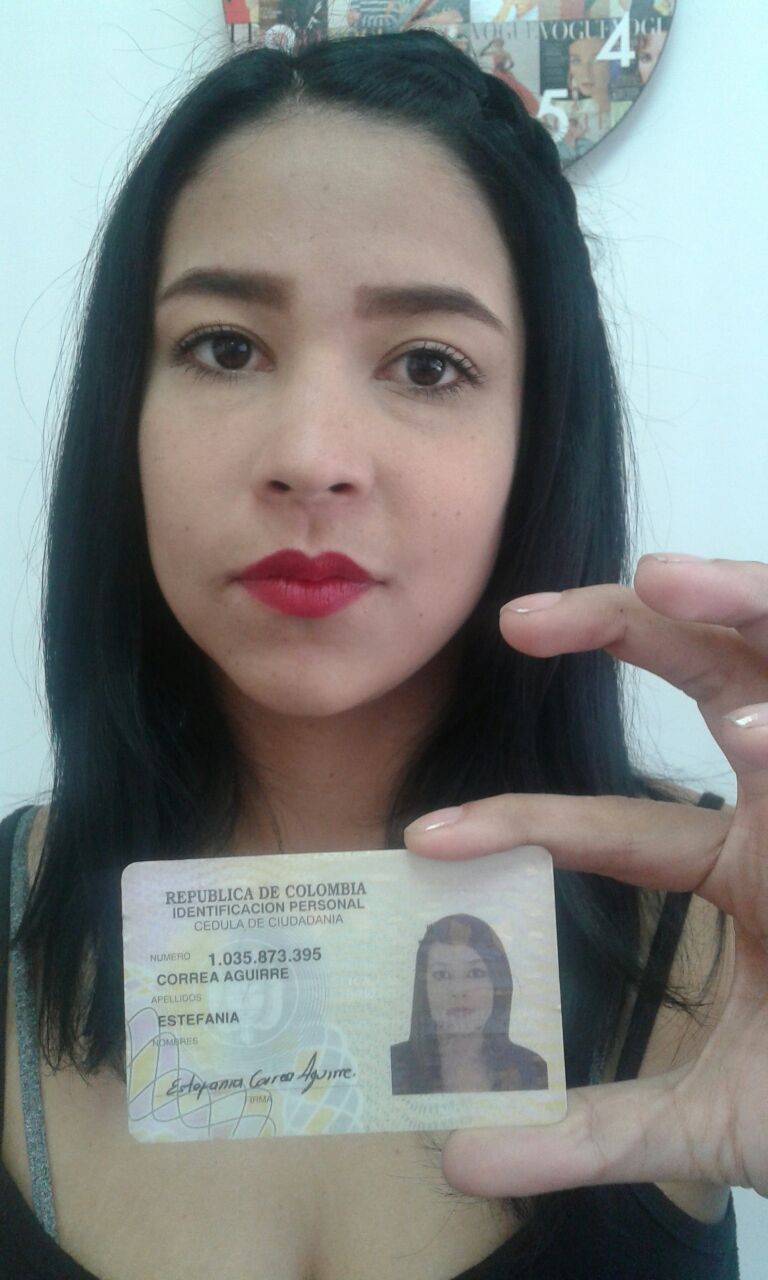 VOGUE VOGUE
4
5
REPUBLICA DE COLOMBIA
IDENTIFICACION PERSONAL
CEDULA DE CIUDADANIA
NUMERO 1.035.873.395
CORREA AGUIRRE
APELLIDOS
ESTEFANIA
NOMBRES
Estefania Correa Aguirre.
FIRMA